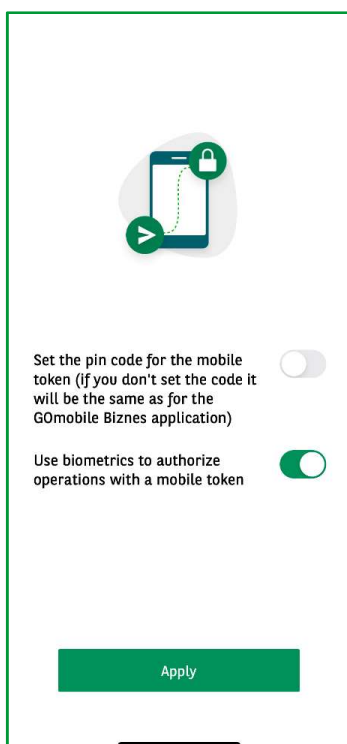 Set the pin code for the mobile
token (if you don't set the code it
will be the same as for the
GOmobile Biznes application)
Use biometrics to authorize
operations with a mobile token
Apply